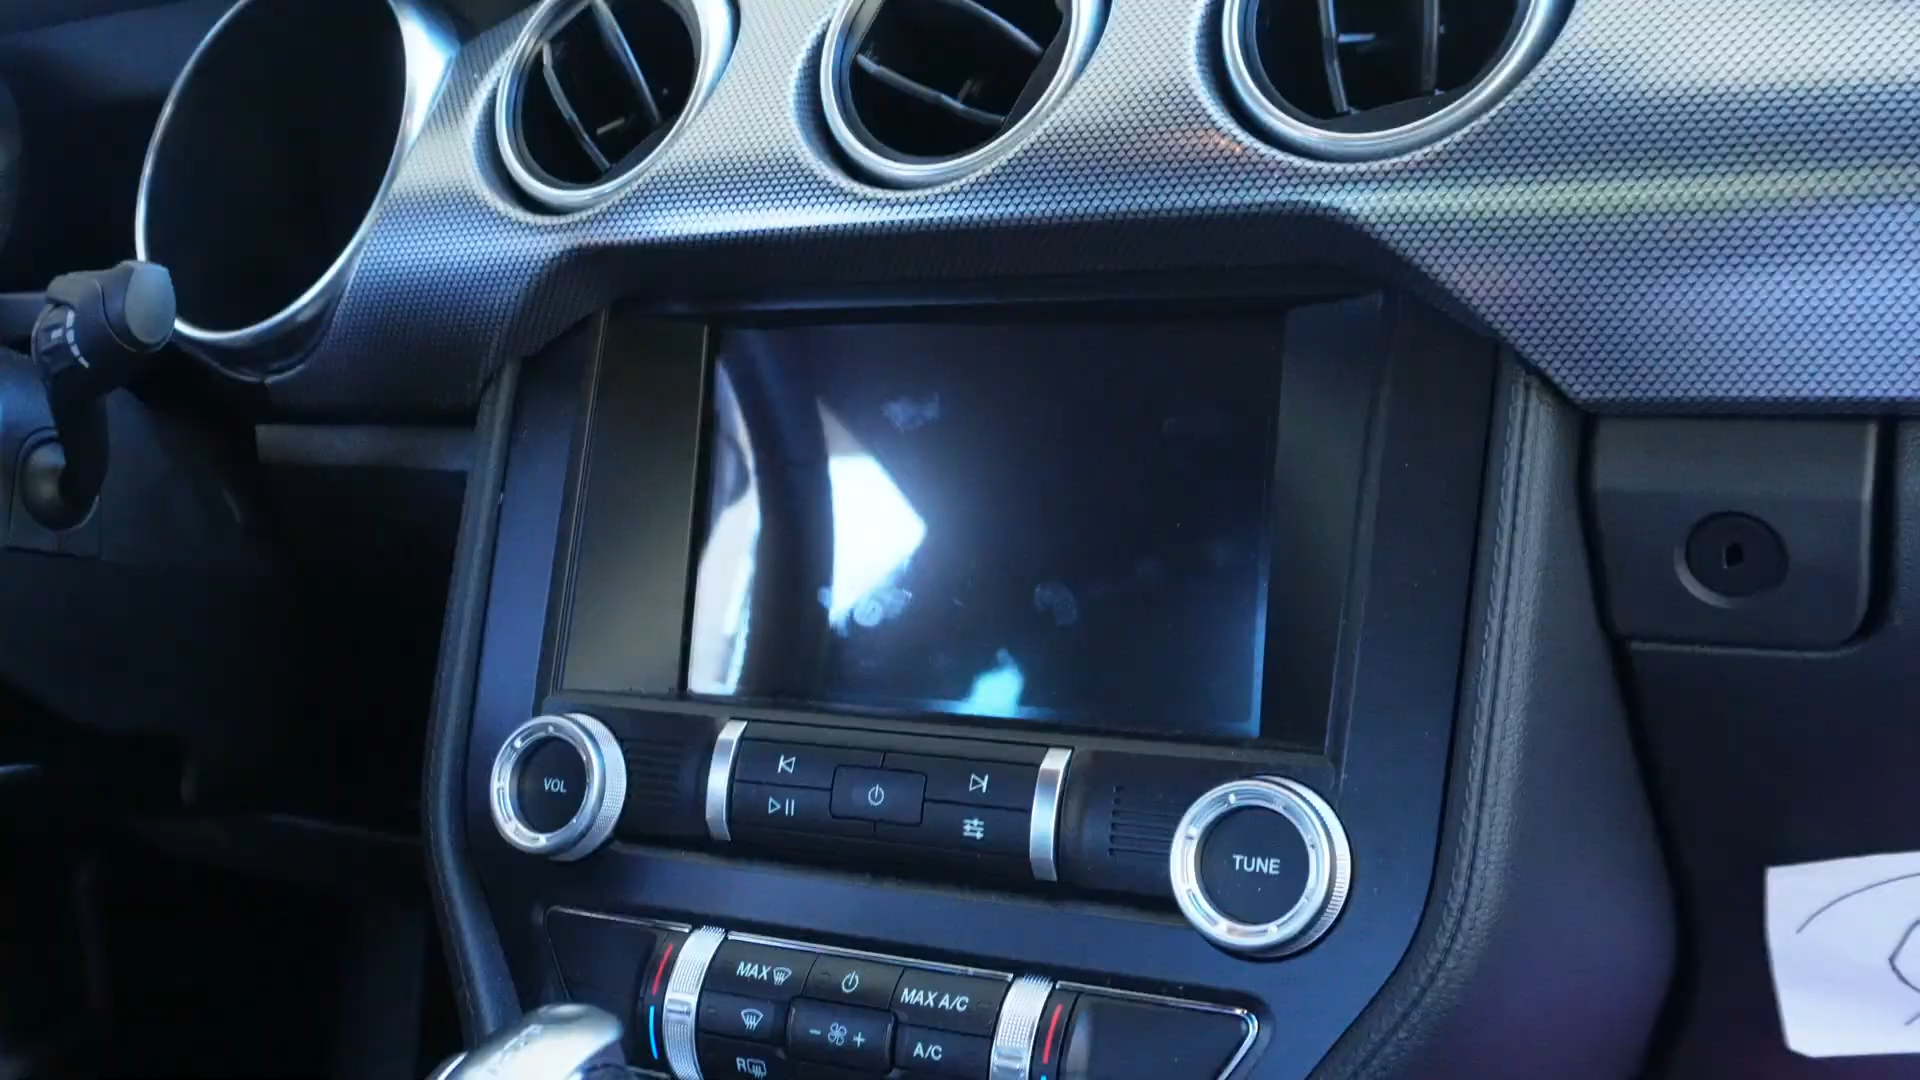 VOL
TUNE
MAX
MAX A/C
- +
A/C
R